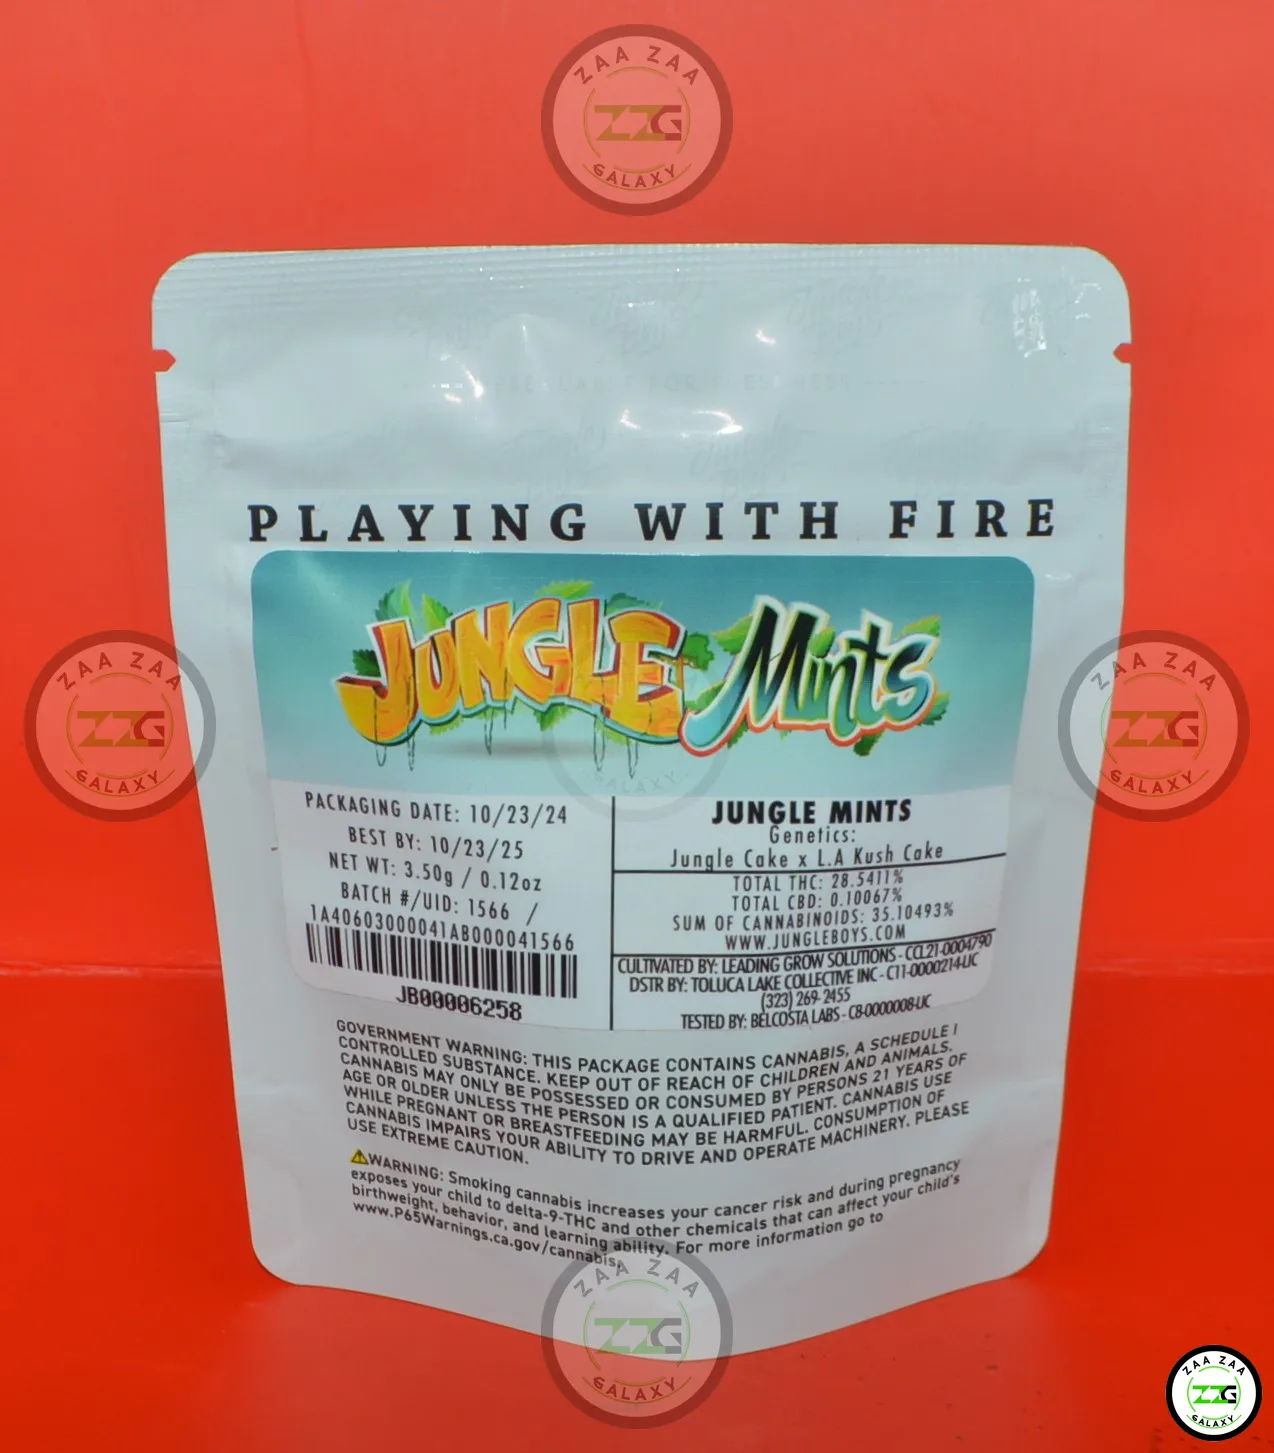 ZAA ZAA
ZZG
GALAXY
PLAYING WITH FIRE
JUNGLE Mints
PACKAGING DATE: 10/23/24
BEST BY: 10/23/25
NET WT: 3.50g / 0.12oz
BATCH #/UID: 1566 /
1A40603000041AB000041566
JB00006258
JUNGLE MINTS
Genetics:
Jungle Cake x L.A Kush Cake
TOTAL THC: 28.5411%
TOTAL CBD: 0.10067%
SUM OF CANNABINOIDS: 35.10493%
WWW.JUNGLEBOYS.COM
CULTIVATED BY: LEADING GROW SOLUTIONS - CCL21-0004790
DSTR BY: TOLUCA LAKE COLLECTIVE INC - C11-0000214-LIC
(323) 269-2455
TESTED BY: BELCOSTA LABS - C8-0000008-LIC
GOVERNMENT WARNING: THIS PACKAGE CONTAINS CANNABIS, A SCHEDULE I
CONTROLLED SUBSTANCE. KEEP OUT OF REACH OF CHILDREN AND ANIMALS.
CANNABIS MAY ONLY BE POSSESSED OR CONSUMED BY PERSONS 21 YEARS OF
AGE OR OLDER UNLESS THE PERSON IS A QUALIFIED PATIENT. CANNABIS USE
WHILE PREGNANT OR BREASTFEEDING MAY BE HARMFUL. CONSUMPTION OF
CANNABIS IMPAIRS YOUR ABILITY TO DRIVE AND OPERATE MACHINERY. PLEASE
USE EXTREME CAUTION.
WARNING: Smoking cannabis increases your cancer risk and during pregnancy
exposes your child to delta-9-THC and other chemicals that can affect your child's
birthweight, behavior, and learning ability. For more information go to
www.P65Warnings.ca.gov/cannabis.
ZAA ZAA
ZZG
GALAXY
ZAA ZAA
ZZG
GALAXY
ZAA ZAA
ZZG
GALAXY
ZAA ZAA
ZZG
GALAXY